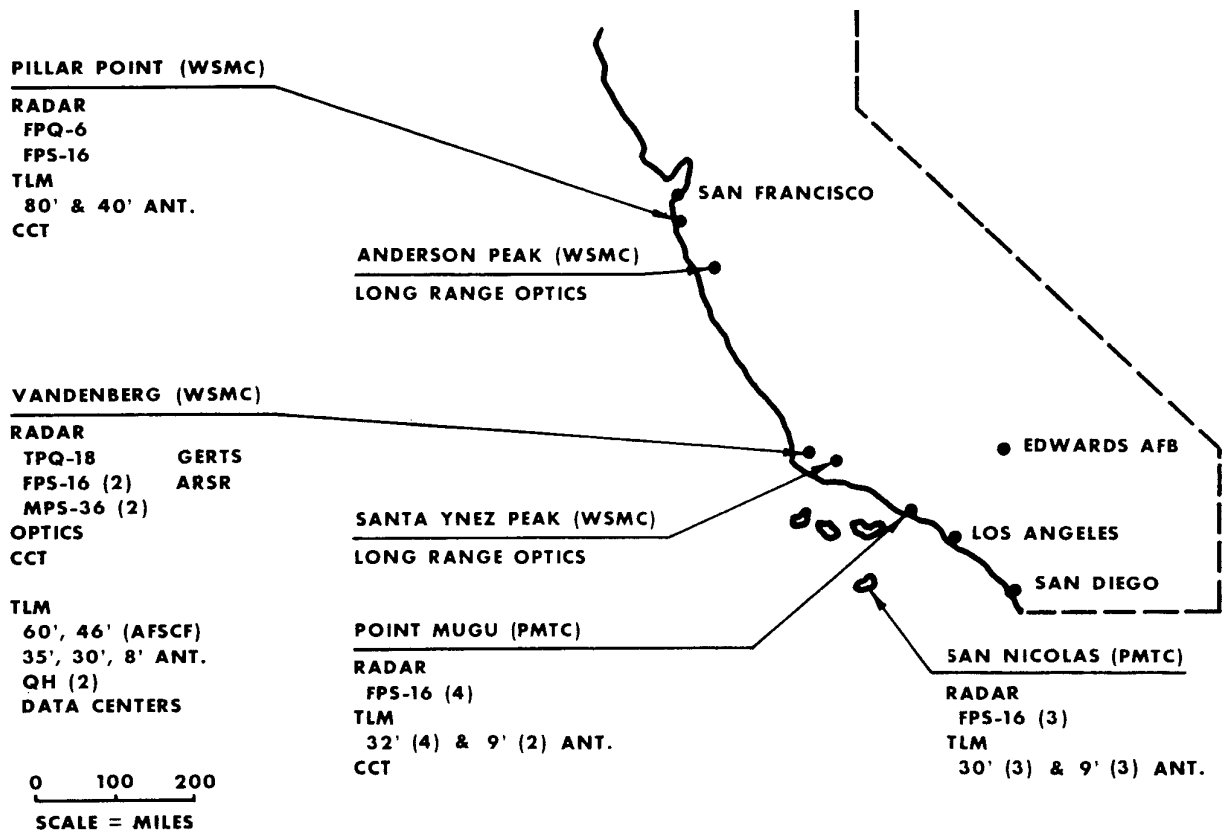 PILLAR POINT (WSMC)
RADAR
FPQ-6
FPS-16
TLM
80' & 40' ANT.
CCT
SAN FRANCISCO
ANDERSON PEAK (WSMC)
LONG RANGE OPTICS
VANDENBERG (WSMC)
RADAR
TPQ-18 GERTS
FPS-16 (2) ARSR
MPS-36 (2)
OPTICS
CCT
TLM
60', 46' (AFSCF)
35', 30', 8' ANT.
QH (2)
DATA CENTERS
EDWARDS AFB
SANTA YNEZ PEAK (WSMC)
LONG RANGE OPTICS
LOS ANGELES
SAN DIEGO
POINT MUGU (PMTC)
RADAR
FPS-16 (4)
TLM
32' (4) & 9' (2) ANT.
CCT
SAN NICOLAS (PMTC)
RADAR
FPS-16 (3)
TLM
30' (3) & 9' (3) ANT.
0 100 200
SCALE = MILES